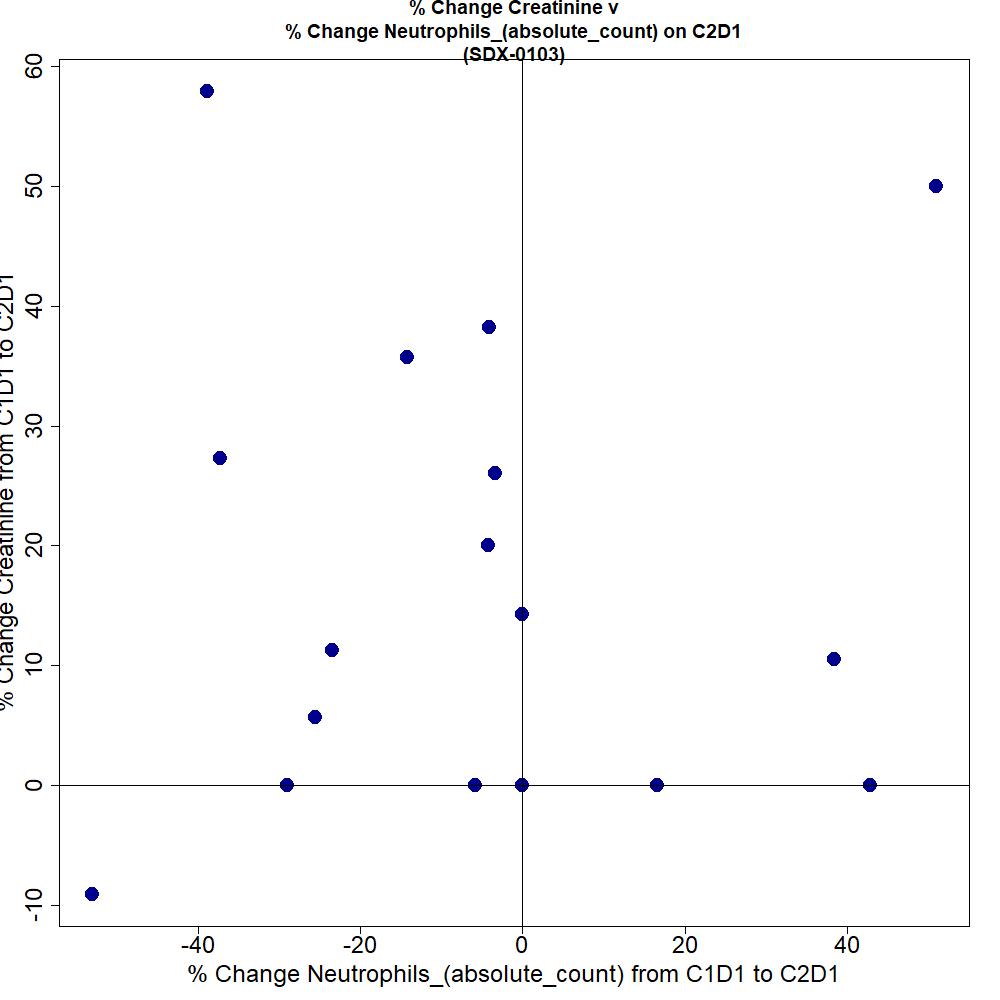 % Change Creatinine v
% Change Neutrophils_(absolute_count) on C2D1
(SDX-0103)
60
50
40
30
20
10
0
-10
% Change Creatinine from C1D1 to C2D1
-40
-20
0
20
40
% Change Neutrophils_(absolute_count) from C1D1 to C2D1